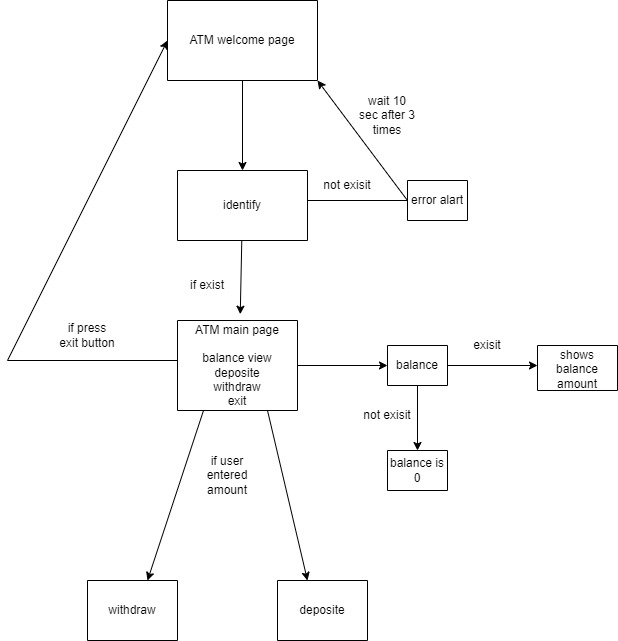 ATM welcome page
wait 10
sec after 3
times
identify
not exisit
error alart
if exist
ATM main page
balance view
deposite
withdraw
exit
if press
exit button
balance
exisit
shows
balance
amount
not exisit
balance is
0
if user
entered
amount
withdraw
deposite